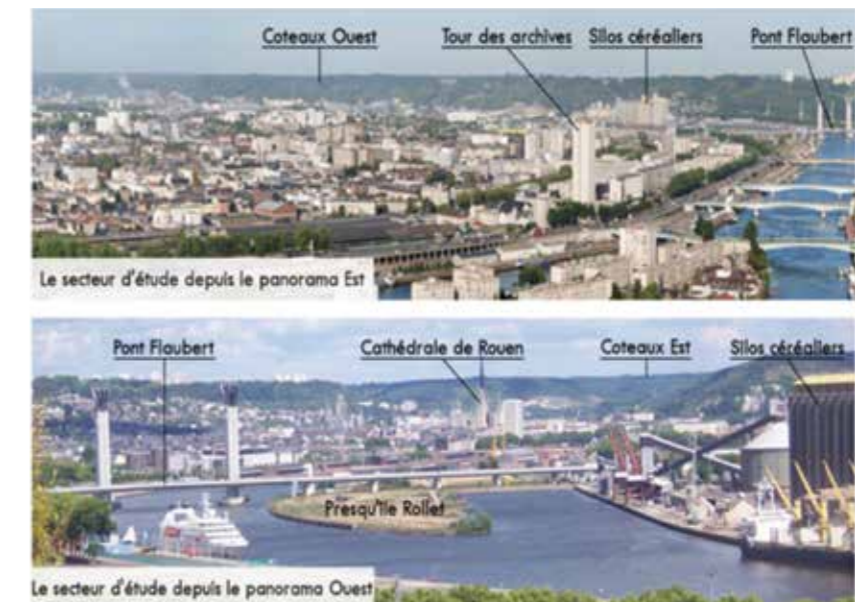 Coteaux Ouest Tour des archives Silos céréaliers Pont Flaubert
Le secteur d'étude depuis le panorama Est
Pont Flaubert Cathédrale de Rouen Coteaux Est Silos céréaliers
Presqu'île Rollet
Le secteur d'étude depuis le panorama Ouest